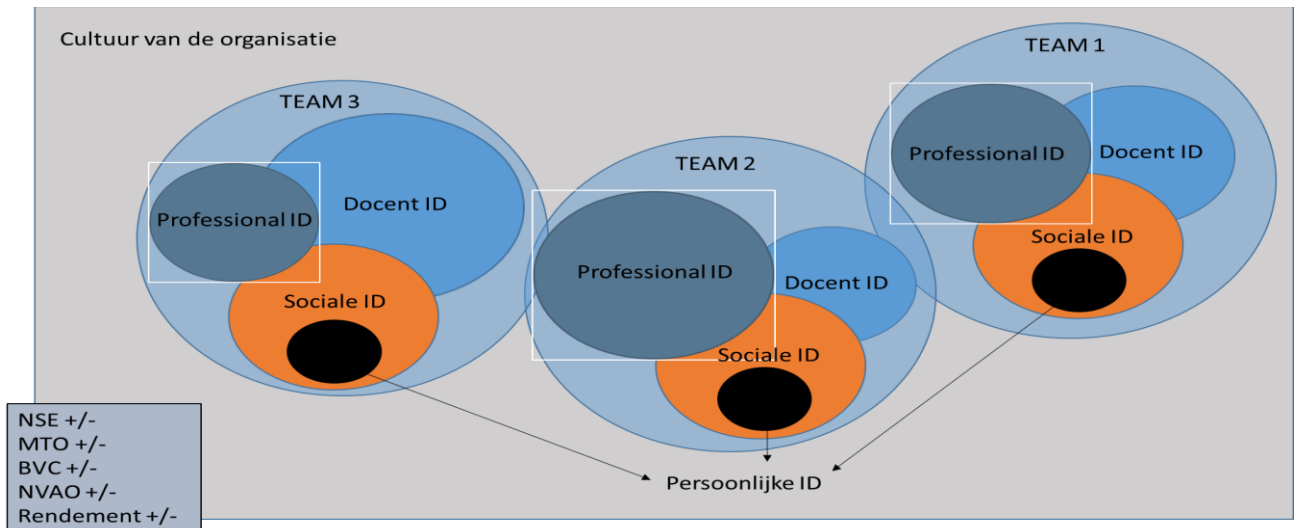 Cultuur van de organisatie
TEAM 1
Professional ID
Docent ID
Sociale ID
TEAM 3
Professional ID
Docent ID
Sociale ID
TEAM 2
Professional ID
Docent ID
Sociale ID
Persoonlijke ID
NSE +/-
MTO +/-
BVC +/-
NVAO +/-
Rendement +/-